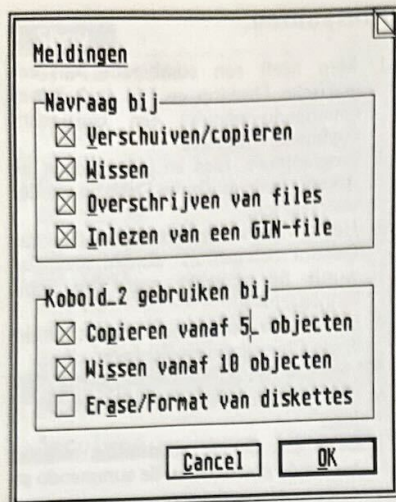 Meldingen
Navraag bij
Verschuiven/copieren
Wissen
Overschrijven van files
Inlezen van een GIN-file
Kobold_2 gebruiken bij
Copieren vanaf 5_ objecten
Wissen vanaf 10 objecten
Erase/Format van diskettes
Cancel OK